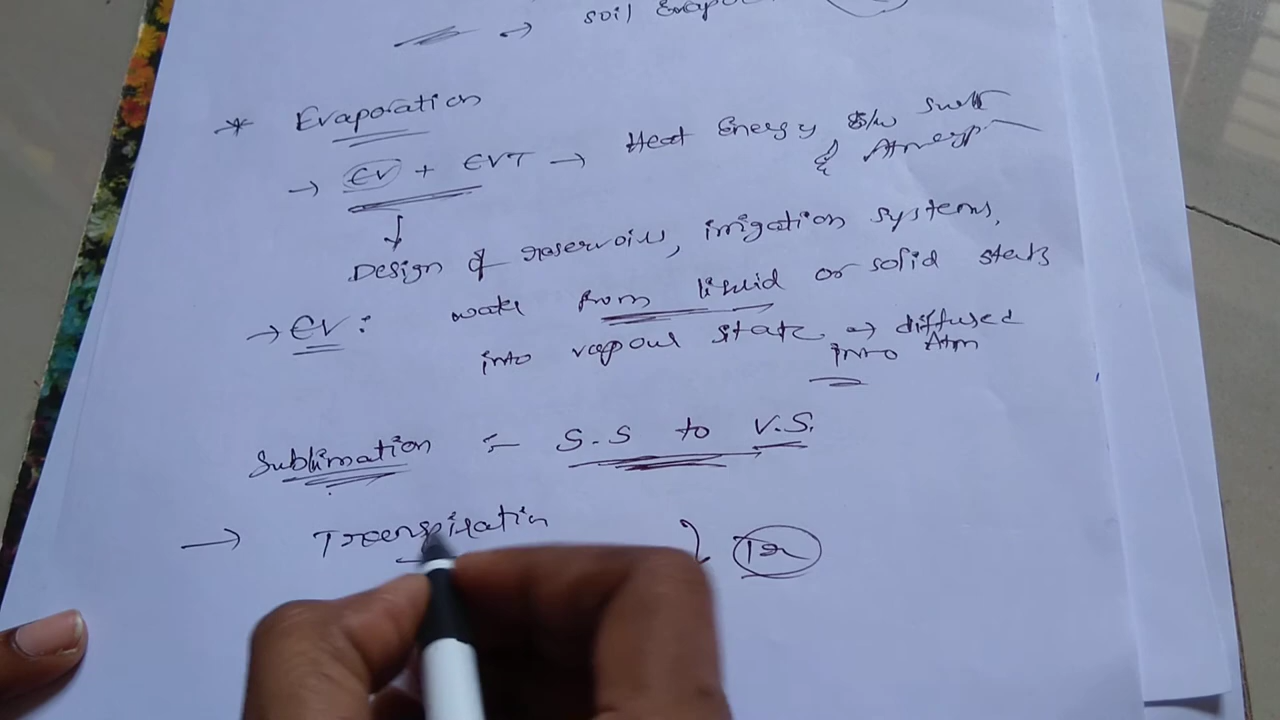 → soil Evapo
* Evaporation
→ EV + EVT → Heat Energy b/w
& Atmosp
↓
Design of reservoirs, irrigation systems,
→ EV : water from liquid or solid state
into vapour state → diffused
into Atm
Sublimation :- S.S to V.S.
→ Transpiration } Tr